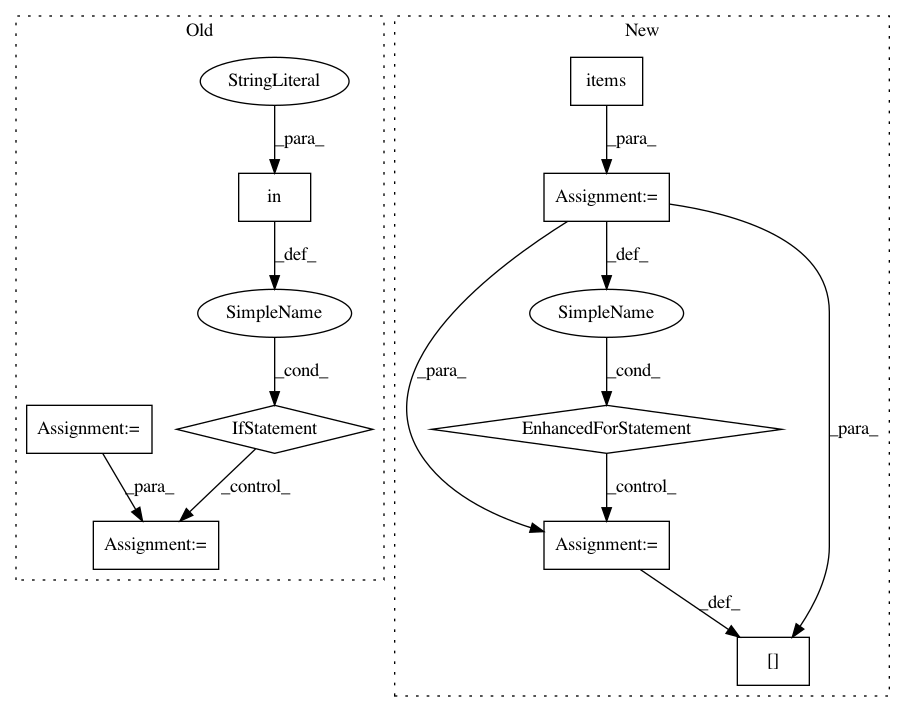 Old
New
StringLiteral
items
_para_
_para_
in
Assignment:=
_def_
_def_
SimpleName
SimpleName
_cond_
_para_
_cond_
Assignment:=
IfStatement
EnhancedForStatement
_para_
_para_
_control_
_control_
Assignment:=
Assignment:=
_def_
[]